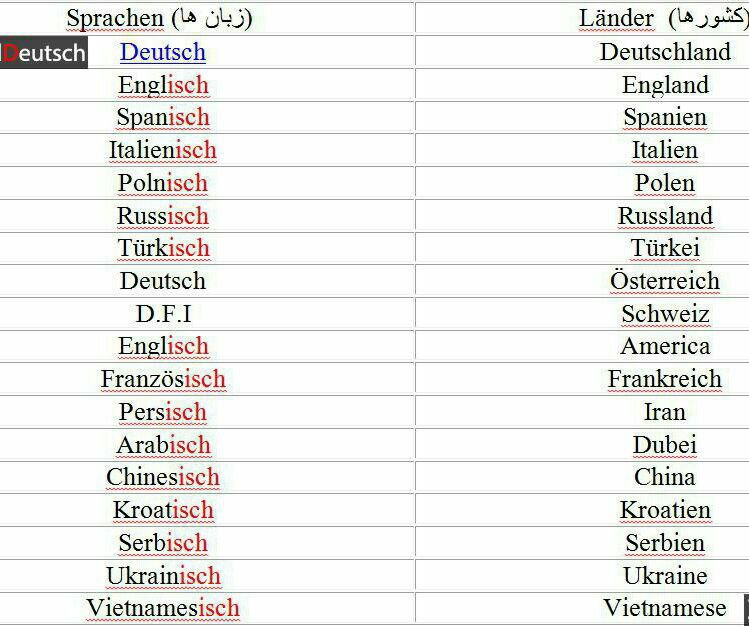 Sprachen (زبان ها) Länder (کشورها)
Deutsch Deutsch Deutschland
Englisch England
Spanisch Spanien
Italienisch Italien
Polnisch Polen
Russisch Russland
Türkisch Türkei
Deutsch Österreich
D.F.I Schweiz
Englisch America
Französisch Frankreich
Persisch Iran
Arabisch Dubei
Chinesisch China
Kroatisch Kroatien
Serbisch Serbien
Ukrainisch Ukraine
Vietnamesisch Vietnamese